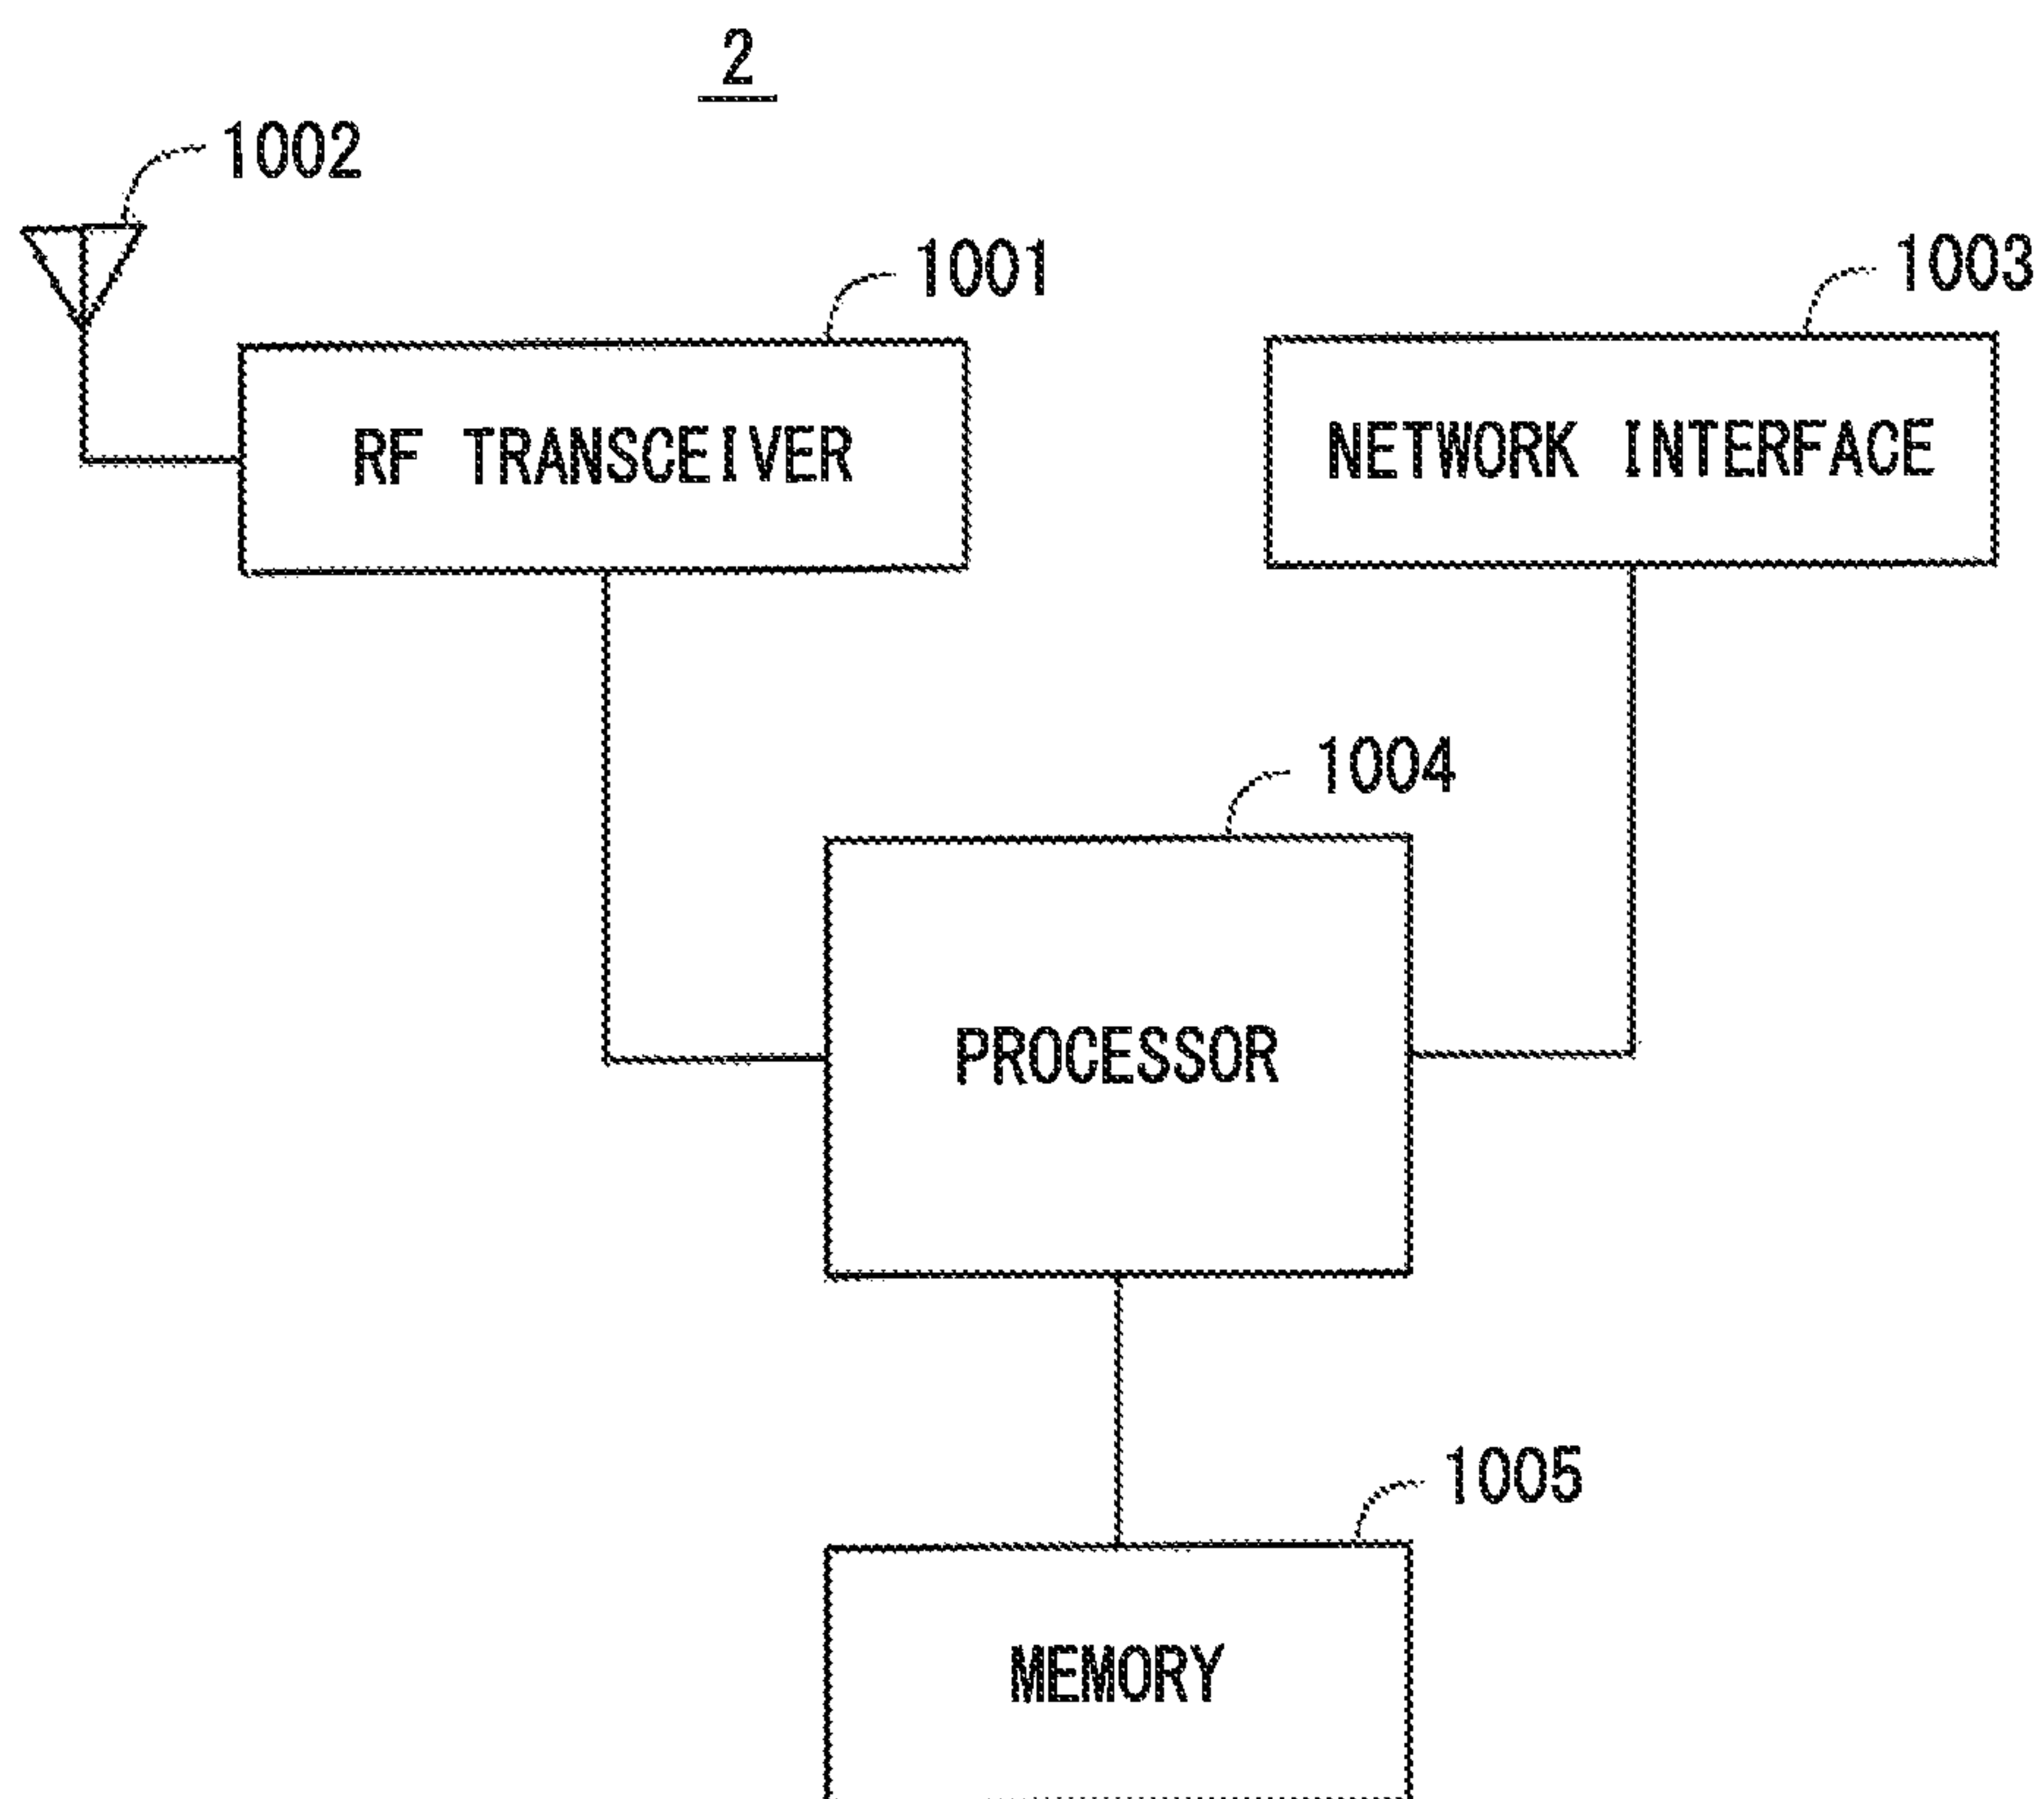 2
1002
1001
1003
RF TRANSCEIVER
NETWORK INTERFACE
1004
PROCESSOR
1005
MEMORY